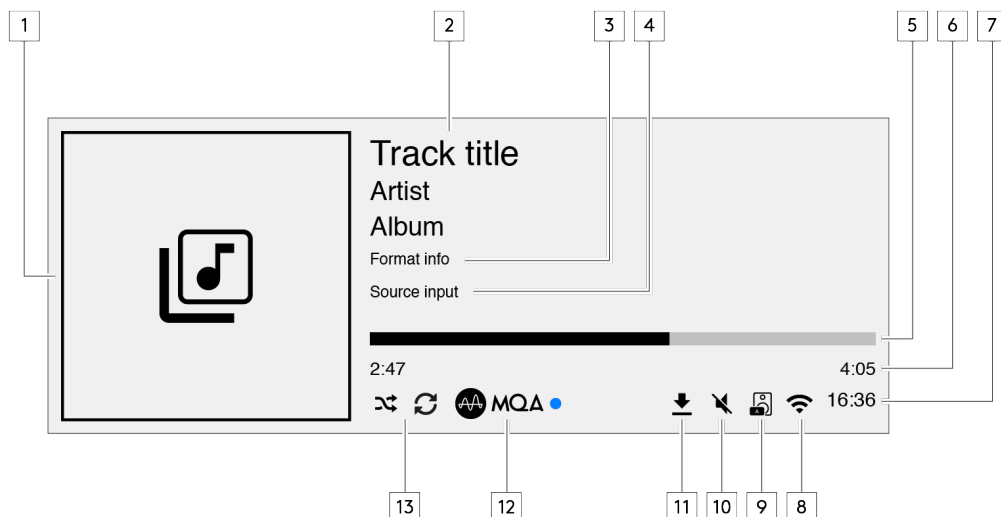 1 2 3 4 5 6 7
Track title
Artist
Album
Format info
Source input
2:47 4:05
MQA 16:36
13 12 11 10 9 8